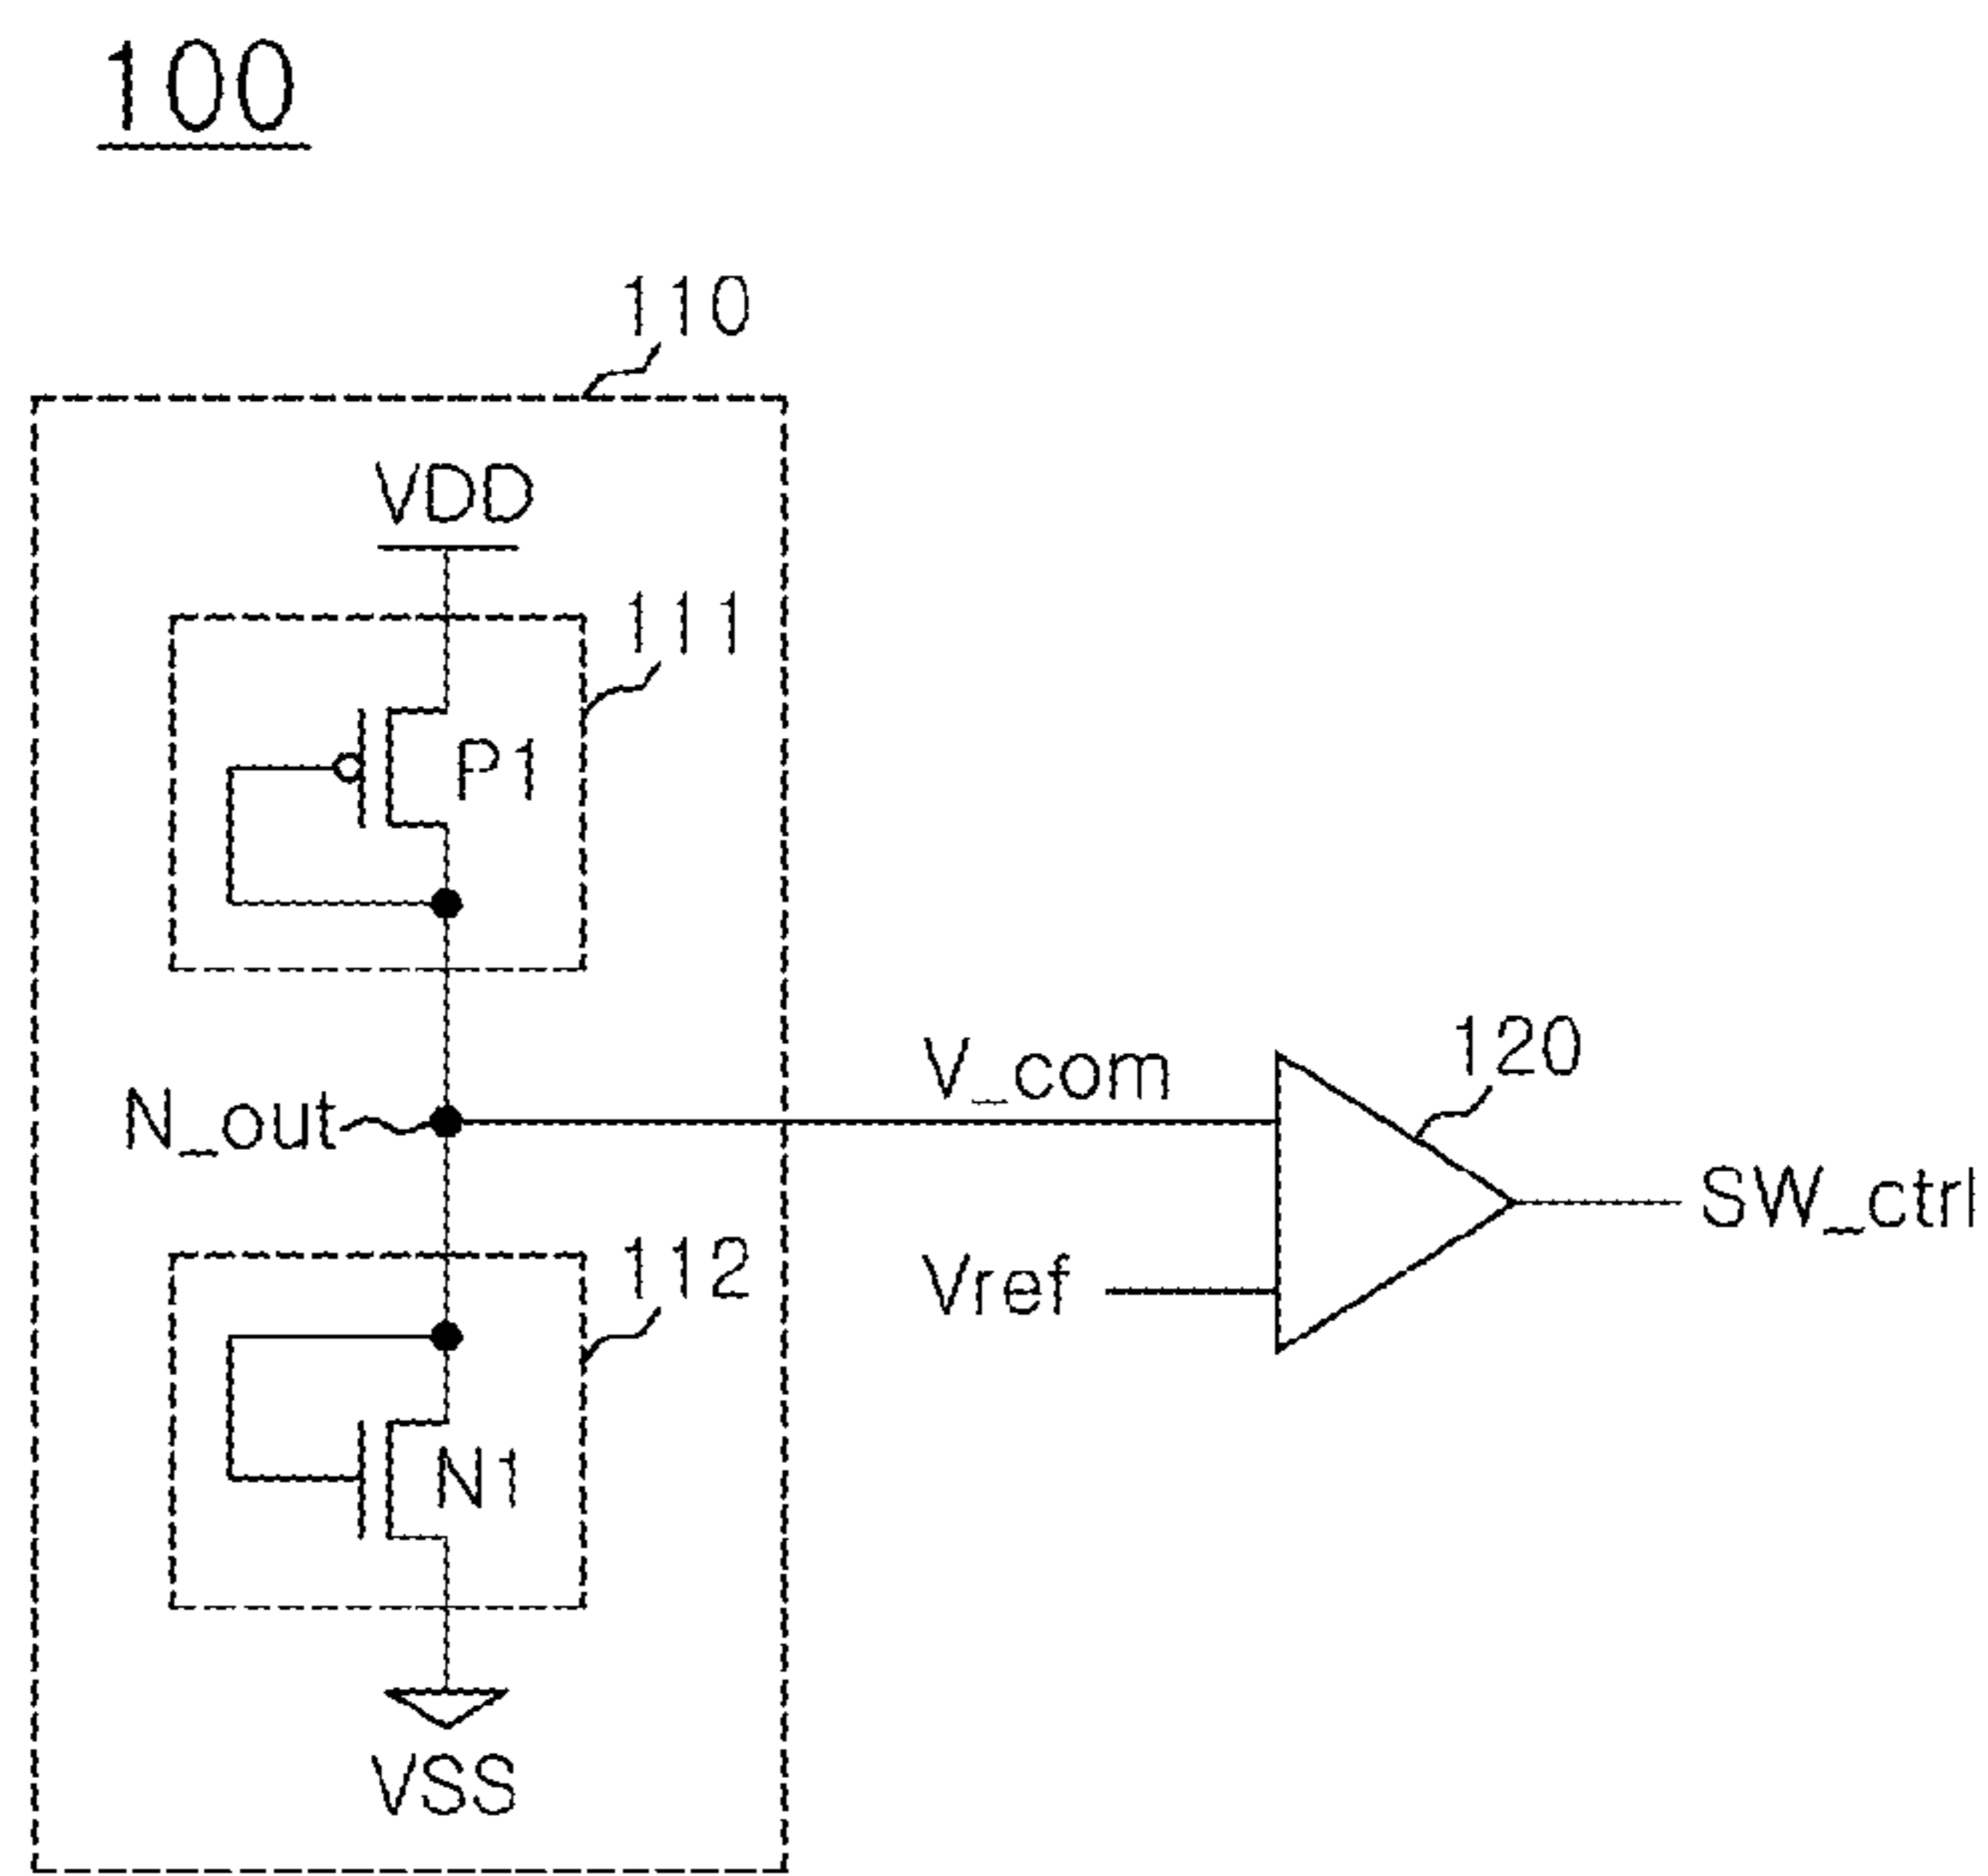 100
110
VDD
111
P1
V_com
120
N_out
SW_ctrl
112
Vref
N1
VSS